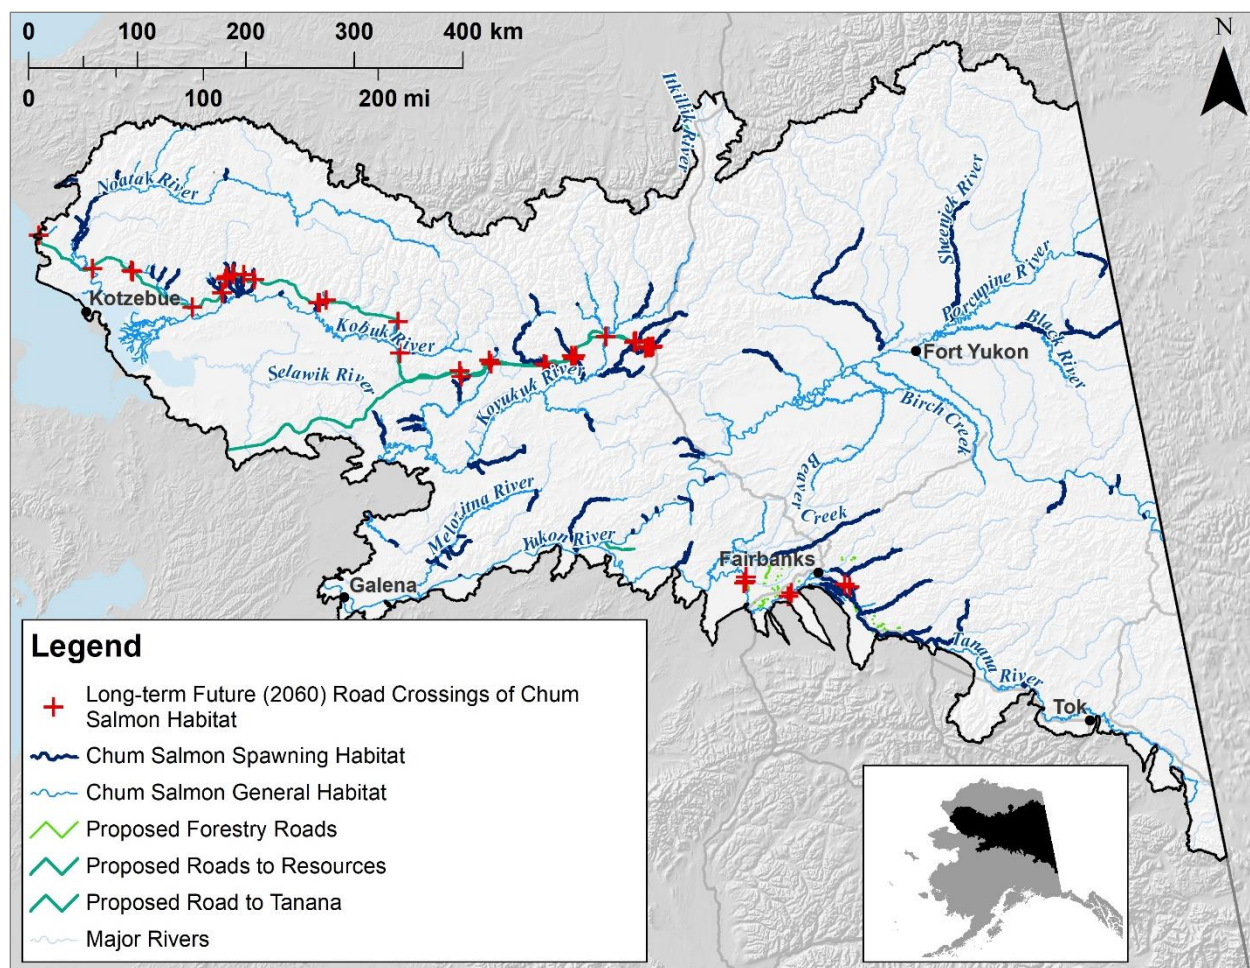 0 100 200 300 400 km
0 100 200 mi
N
Itkillik River
Noatak River
Sheenjek River
Porcupine River
Kotzebue
Black River
Kobuk River
Fort Yukon
Selawik River
Koyukuk River
Birch Creek
Beaver Creek
Melozitna River
Yukon River
Fairbanks
Galena
Tanana River
Tok
Legend
Long-term Future (2060) Road Crossings of Chum
Salmon Habitat
Chum Salmon Spawning Habitat
Chum Salmon General Habitat
Proposed Forestry Roads
Proposed Roads to Resources
Proposed Road to Tanana
Major Rivers